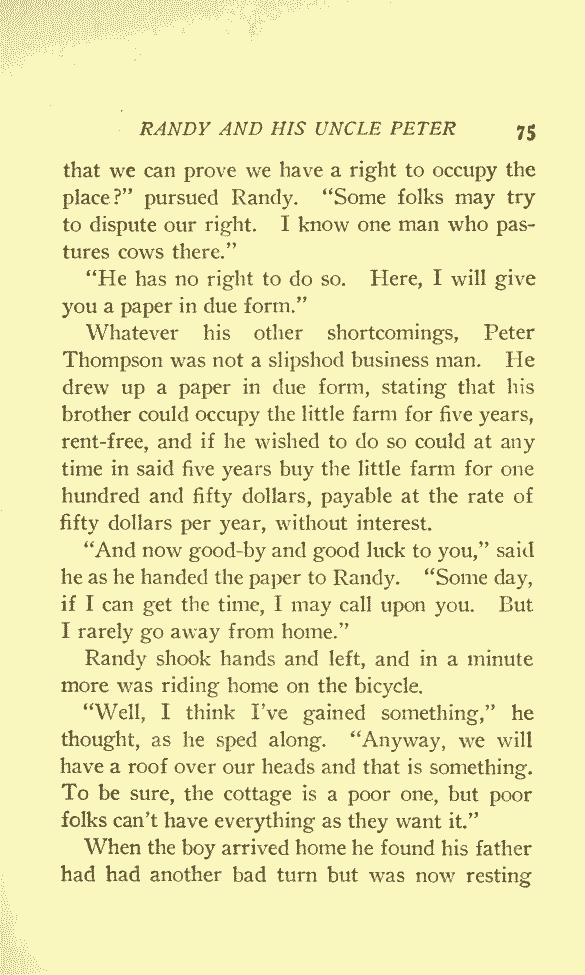 RANDY AND HIS UNCLE PETER 75
that we can prove we have a right to occupy the
place?" pursued Randy. "Some folks may try
to dispute our right. I know one man who pas-
tures cows there."
"He has no right to do so. Here, I will give
you a paper in due form."
Whatever his other shortcomings, Peter
Thompson was not a slipshod business man. He
drew up a paper in due form, stating that his
brother could occupy the little farm for five years,
rent-free, and if he wished to do so could at any
time in said five years buy the little farm for one
hundred and fifty dollars, payable at the rate of
fifty dollars per year, without interest.
"And now good-by and good luck to you," said
he as he handed the paper to Randy. "Some day,
if I can get the time, I may call upon you. But
I rarely go away from home."
Randy shook hands and left, and in a minute
more was riding home on the bicycle.
"Well, I think I've gained something," he
thought, as he sped along. "Anyway, we will
have a roof over our heads and that is something.
To be sure, the cottage is a poor one, but poor
folks can't have everything as they want it."
When the boy arrived home he found his father
had had another bad turn but was now resting